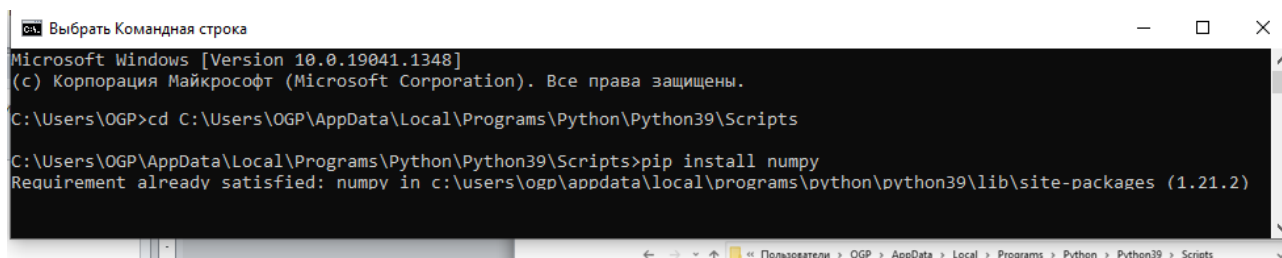 Выбрать Командная строка
Microsoft Windows [Version 10.0.19041.1348]
(c) Корпорация Майкрософт (Microsoft Corporation). Все права защищены.
C:\Users\OGP>cd C:\Users\OGP\AppData\Local\Programs\Python\Python39\Scripts
C:\Users\OGP\AppData\Local\Programs\Python\Python39\Scripts>pip install numpy
Requirement already satisfied: numpy in c:\users\ogp\appdata\local\programs\python\python39\lib\site-packages (1.21.2)
« Пользователи > OGP > AppData > Local > Programs > Python > Python39 > Scripts